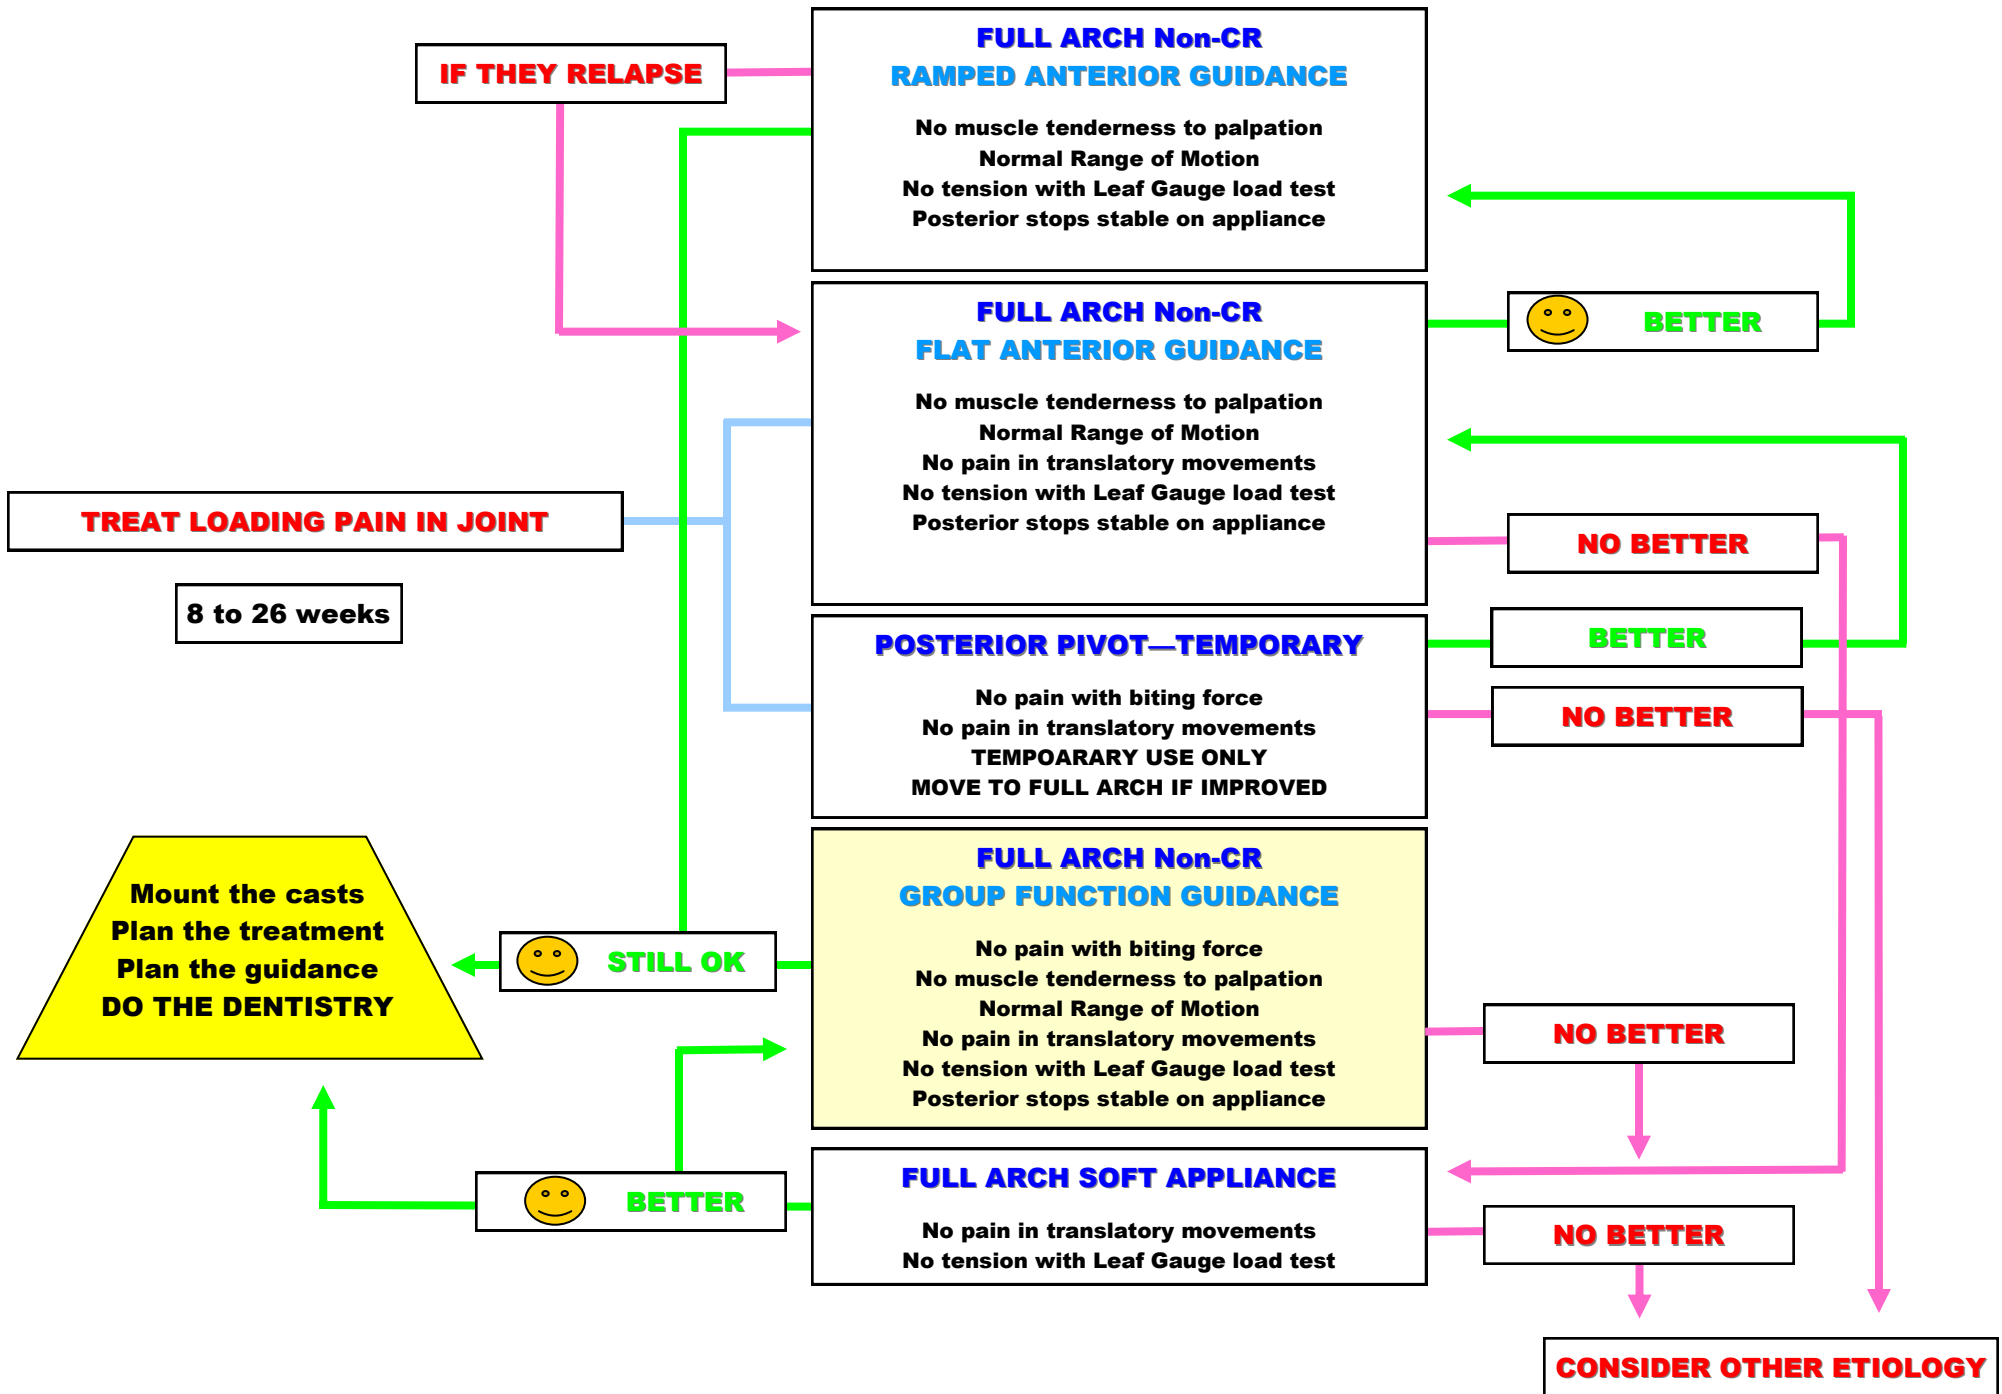 IF THEY RELAPSE
FULL ARCH Non-CR
RAMPED ANTERIOR GUIDANCE
No muscle tenderness to palpation
Normal Range of Motion
No tension with Leaf Gauge load test
Posterior stops stable on appliance
FULL ARCH Non-CR
FLAT ANTERIOR GUIDANCE
No muscle tenderness to palpation
Normal Range of Motion
No pain in translatory movements
No tension with Leaf Gauge load test
Posterior stops stable on appliance
BETTER
TREAT LOADING PAIN IN JOINT
8 to 26 weeks
NO BETTER
POSTERIOR PIVOT—TEMPORARY
No pain with biting force
No pain in translatory movements
TEMPOARARY USE ONLY
MOVE TO FULL ARCH IF IMPROVED
BETTER
NO BETTER
Mount the casts
Plan the treatment
Plan the guidance
DO THE DENTISTRY
STILL OK
FULL ARCH Non-CR
GROUP FUNCTION GUIDANCE
No pain with biting force
No muscle tenderness to palpation
Normal Range of Motion
No pain in translatory movements
No tension with Leaf Gauge load test
Posterior stops stable on appliance
NO BETTER
BETTER
FULL ARCH SOFT APPLIANCE
No pain in translatory movements
No tension with Leaf Gauge load test
NO BETTER
CONSIDER OTHER ETIOLOGY